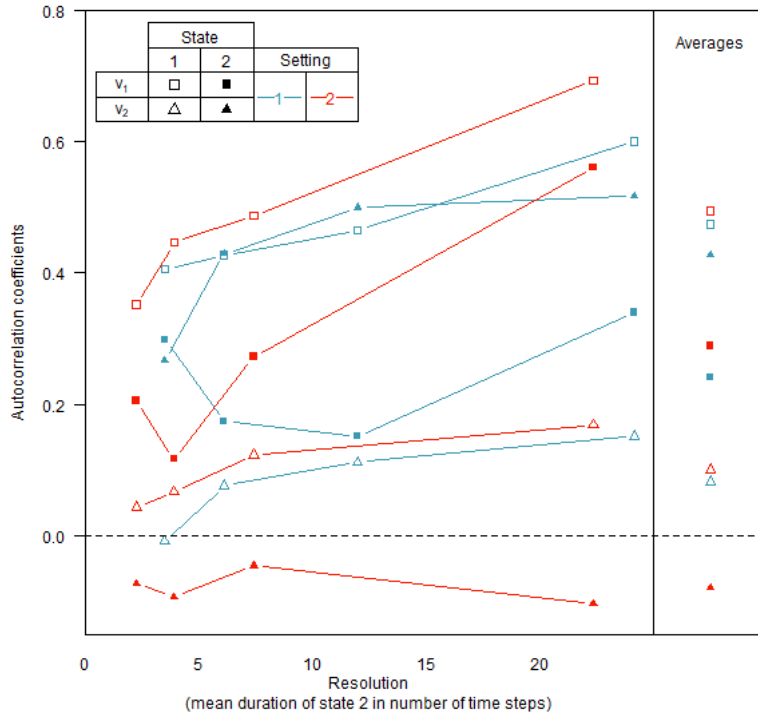 0.8
State
Averages
1 2 Setting
v₁
1 2
v₂
0.6
0.4
0.2
0.0
Autocorrelation coefficients
0 5 10 15 20
Resolution
(mean duration of state 2 in number of time steps)